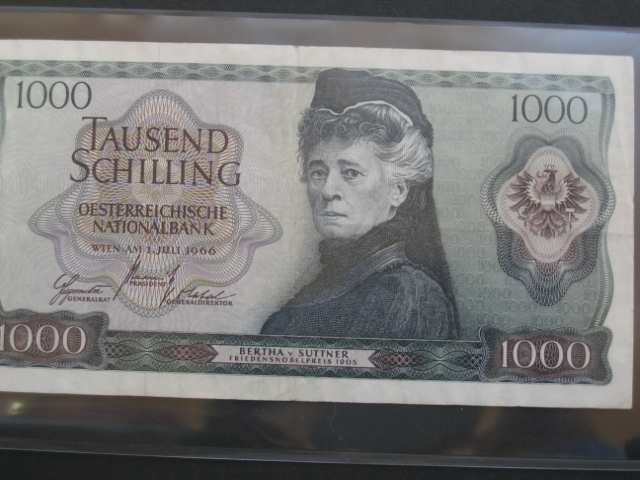 1000
1000
TAUSEND
SCHILLING
OESTERREICHISCHE
NATIONALBANK
WIEN AM 1. JULI 1966
GENERALRAT
PRÄSIDENT
GENERALDIREKTOR
1000
BERTHA v. SUTTNER
FRIEDENSNOBELPREIS 1905
1000